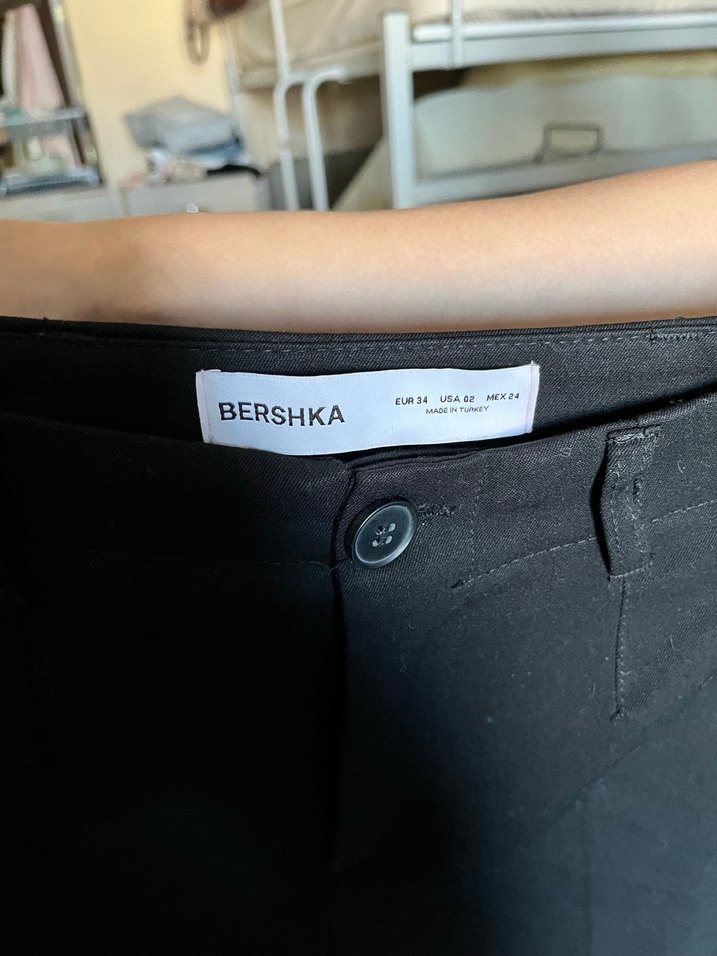 BERSHKA
EUR 34 USA 02 MEX 24
MADE IN TURKEY